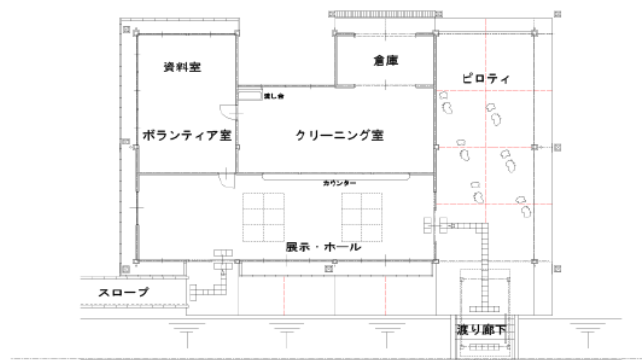 資料室
倉庫
ピロティ
流し台
ボランティア室
クリーニング室
カウンター
展示・ホール
スロープ
渡り廊下